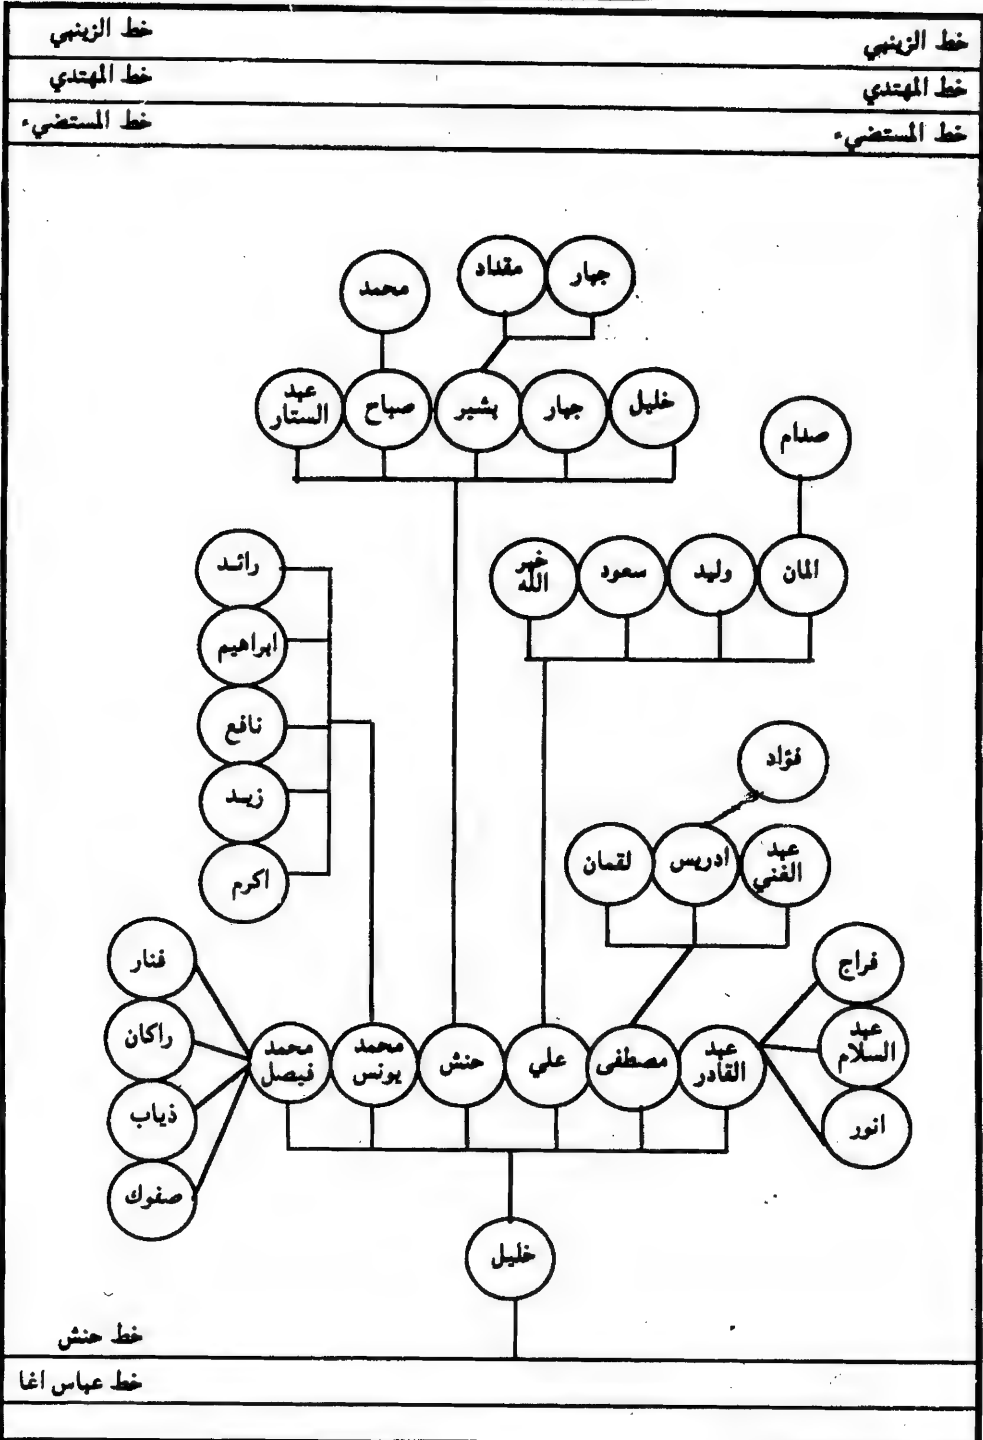 خط الزينبي
خط الزينبي
خط المهتدي
خط المهتدي
خط المستضيء
خط المستضيء
جهار
مقداد
محمد
خليل
جهار
بشير
صباح
عبد
الستار
صدام
المان
وليد
سعود
خير
الله
رائد
ابراهيم
نافع
زيد
اكرم
فؤاد
عبد
الغني
ادريس
لقمان
فراج
عبد
السلام
انور
فنار
راكان
ذياب
صفوك
عبد
القادر
مصطفى
علي
حنش
محمد
يونس
محمد
فيصل
خليل
خط حنش
خط عباس اغا